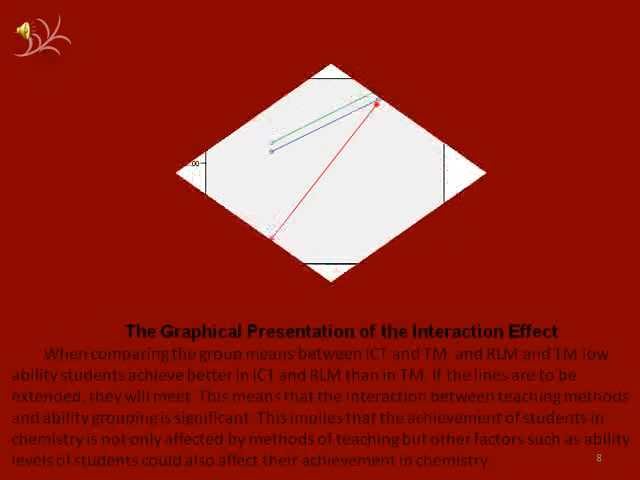 .00
The Graphical Presentation of the Interaction Effect
When comparing the group means between ICT and TM and RLM and TM low
ability students achieve better in ICT and RLM than in TM. If the lines are to be
extended, they will meet. This means that the interaction between teaching methods
and ability grouping is significant. This implies that the achievement of students in
chemistry is not only affected by methods of teaching but other factors such as ability
levels of students could also affect their achievement in chemistry
8